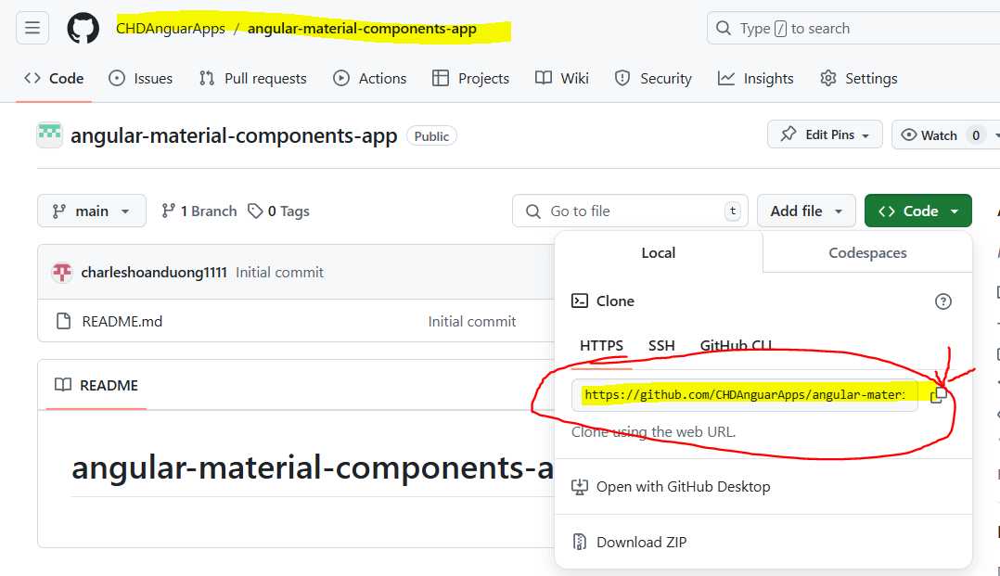 CHDAnguarApps / angular-material-components-app
Type / to search
Code Issues Pull requests Actions Projects Wiki Security Insights Settings
angular-material-components-app Public
Edit Pins Watch 0
main 1 Branch 0 Tags Go to file t Add file Code
Local Codespaces
charleshoanduong1111 Initial commit
Clone
README.md Initial commit
HTTPS SSH GitHub CLI
README
https://github.com/CHDAnguarApps/angular-materi
Clone using the web URL.
angular-material-components-a
Open with GitHub Desktop
Download ZIP